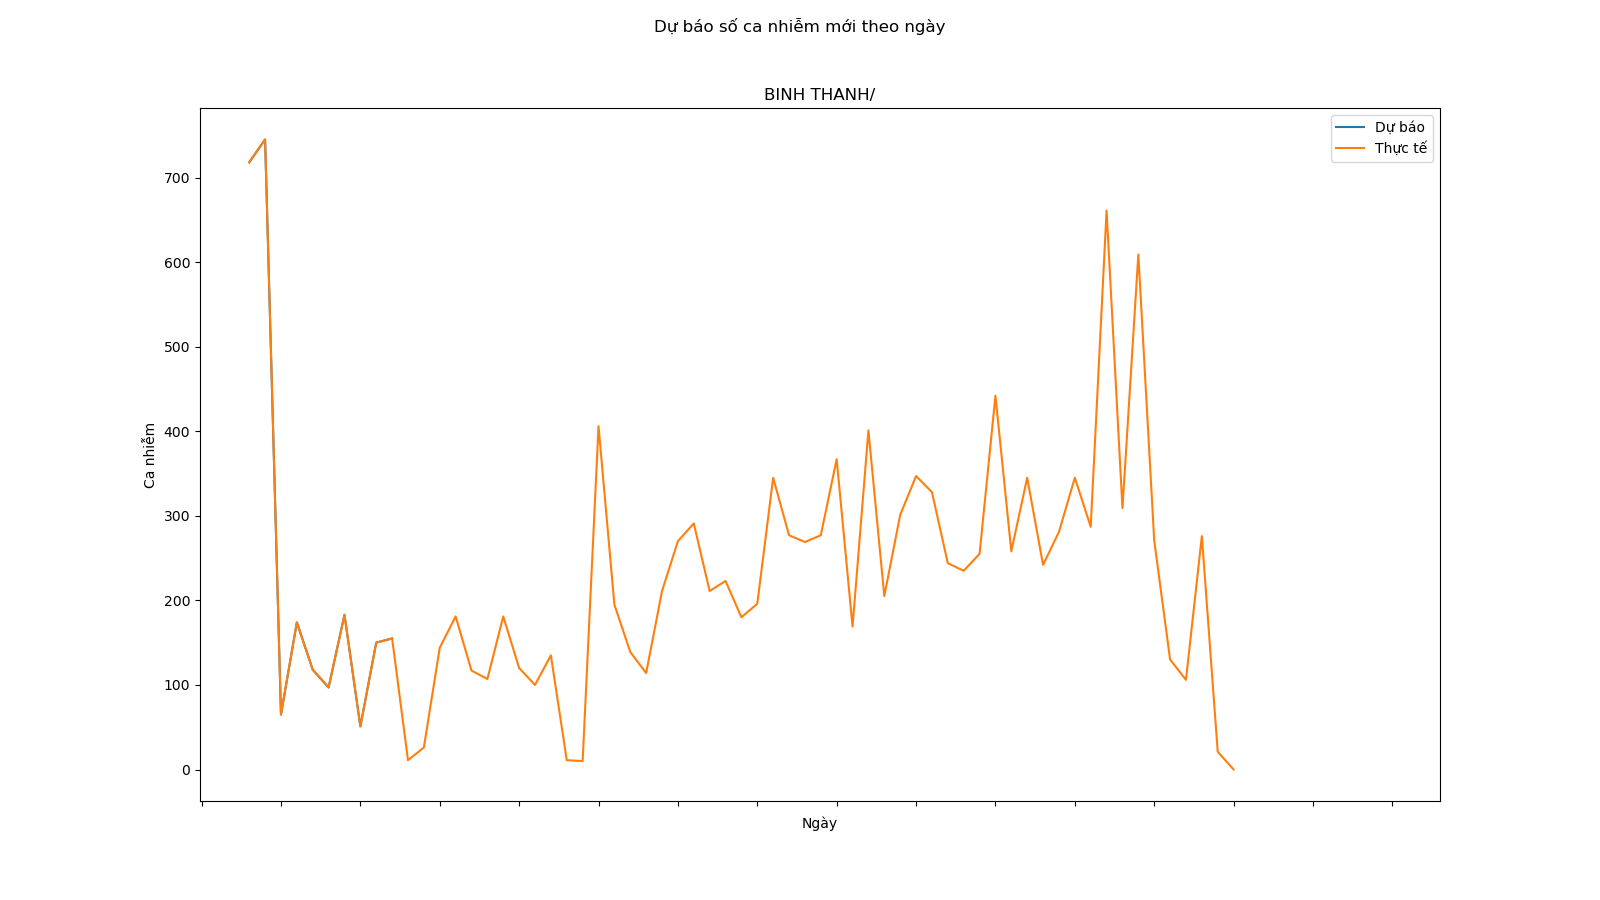 Dự báo số ca nhiễm mới theo ngày
BINH THANH/
Dự báo
Thực tế
700
600
500
400
300
200
100
0
Ca nhiễm
Ngày